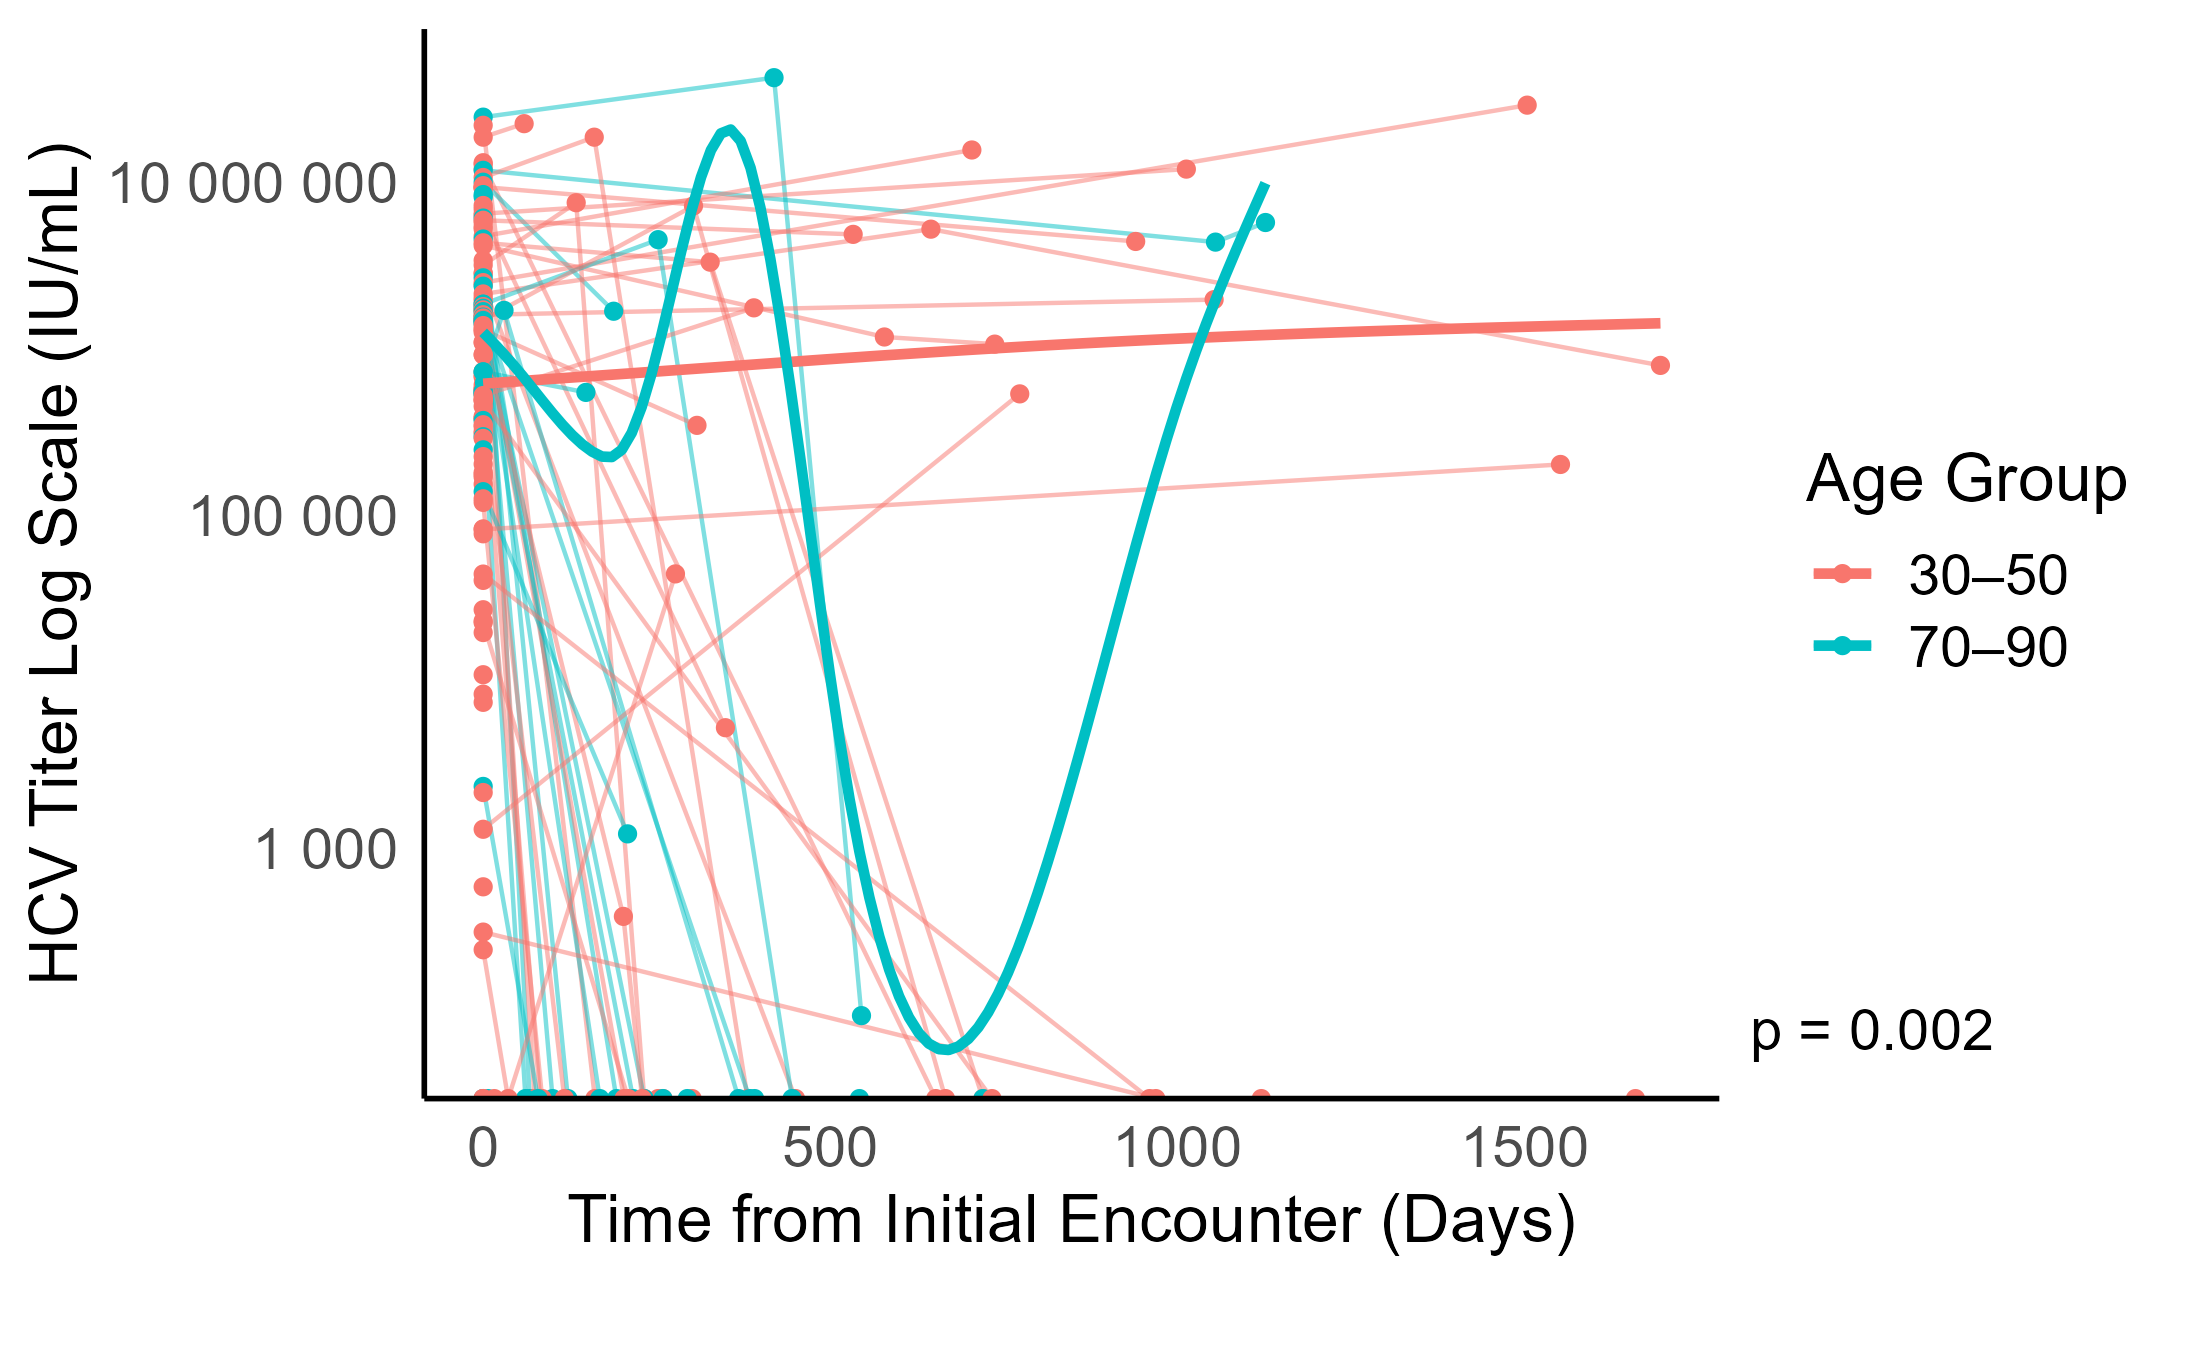 HCV Titer Log Scale (IU/mL)
10 000 000
100 000
1 000
0
500
1000
1500
Time from Initial Encounter (Days)
Age Group
30–50
70–90
p = 0.002